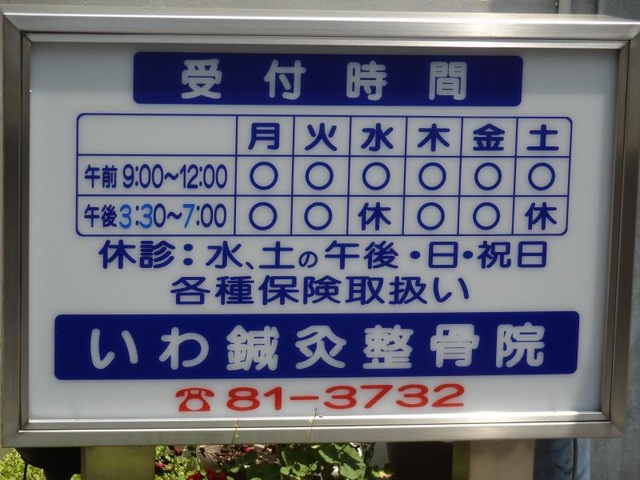 受付時間
月 火 水 木 金 土
午前 9:00~12:00 ○ ○ ○ ○ ○ ○
午後 3:30~7:00 ○ ○ 休 ○ ○ 休
休診：水、土の午後・日・祝日
各種保険取扱い
いわ鍼灸整骨院
☎ 81-3732